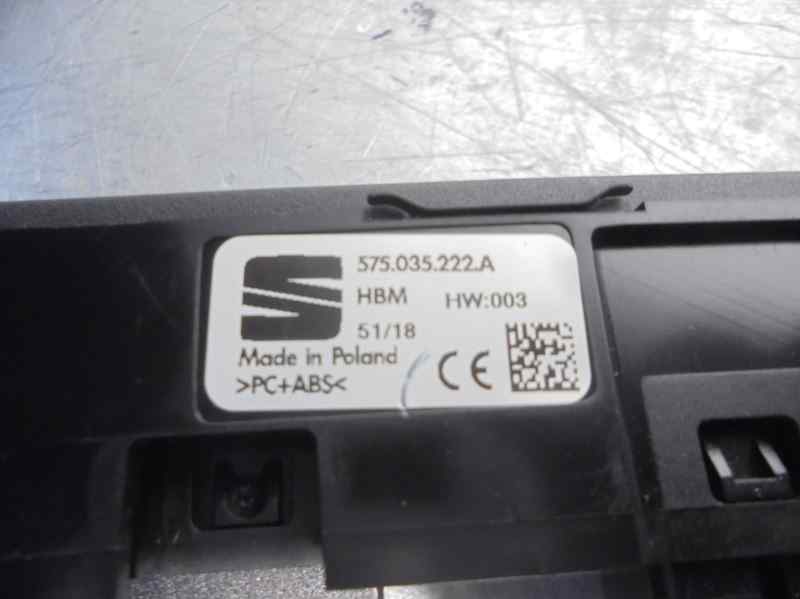 575.035.222.A
HBM HW:003
51/18
Made in Poland
>PC+ABS<
CE